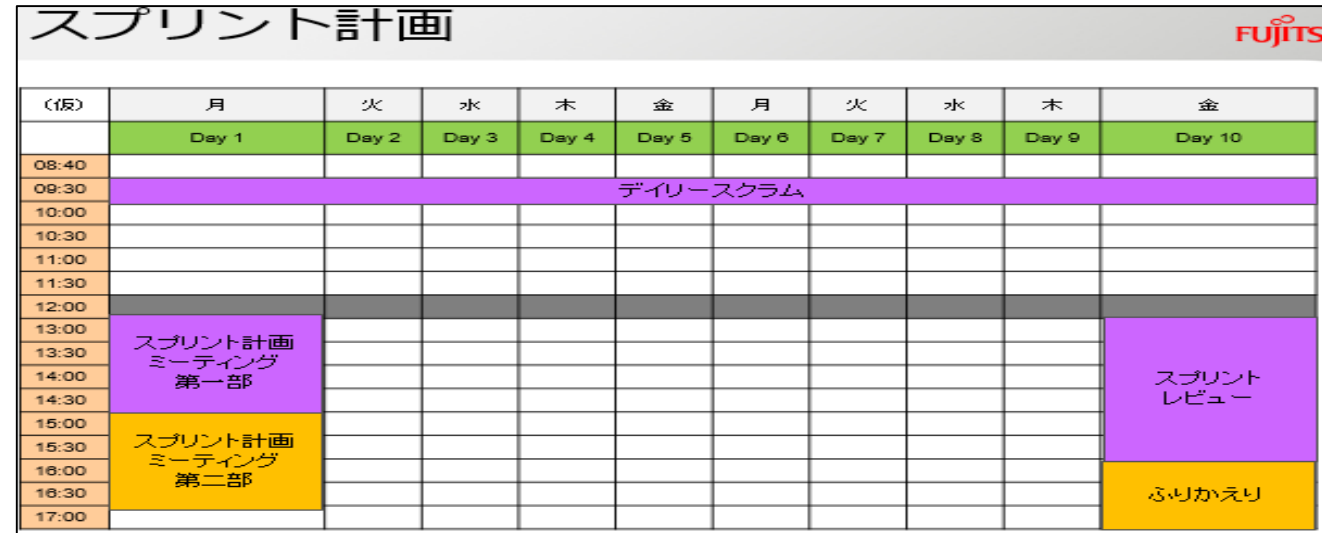 スプリント計画
FUJITS
(仮) 月 火 水 木 金 月 火 水 木 金
Day 1 Day 2 Day 3 Day 4 Day 5 Day 6 Day 7 Day 8 Day 9 Day 10
08:40
09:30 デイリースクラム
10:00
10:30
11:00
11:30
12:00
13:00
スプリント計画
13:30
ミーティング
14:00
第一部
スプリント
14:30
レビュー
15:00
スプリント計画
15:30
ミーティング
16:00
第二部
16:30
ふりかえり
17:00